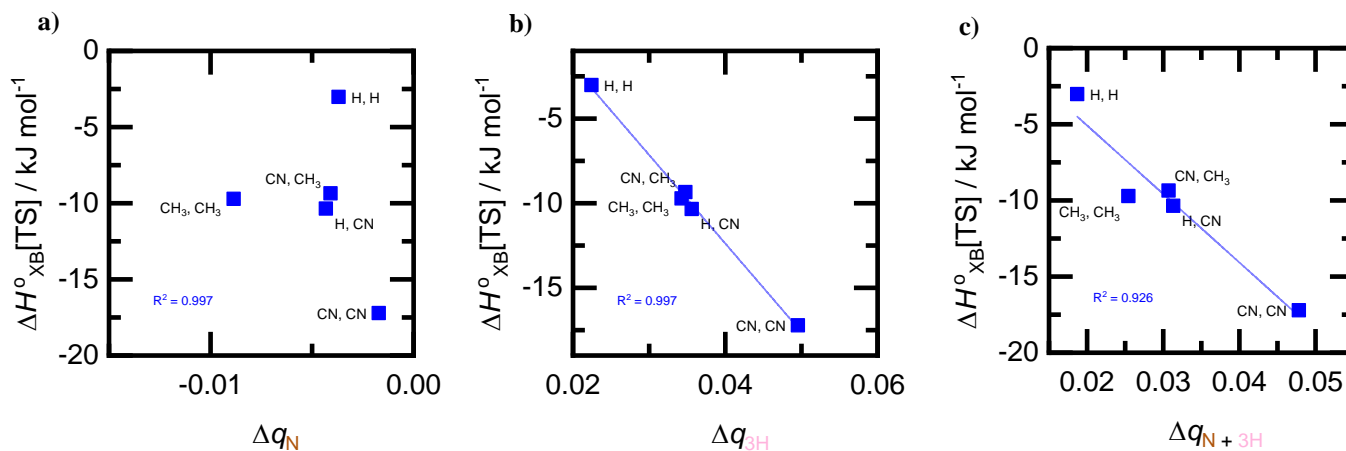 a)
ΔH°XB[TS] / kJ mol-1
0
-5
-10
-15
-20
H, H
CN, CH3
CH3, CH3
H, CN
R2 = 0.997
CN, CN
-0.01
0.00
ΔqN
b)
ΔH°XB[TS] / kJ mol-1
-5
-10
-15
H, H
CN, CH3
CH3, CH3
H, CN
R2 = 0.997
CN, CN
0.02
0.04
0.06
Δq3H
c)
ΔH°XB[TS] / kJ mol-1
0
-5
-10
-15
-20
H, H
CN, CH3
CH3, CH3
H, CN
R2 = 0.926
CN, CN
0.02
0.03
0.04
0.05
ΔqN + 3H